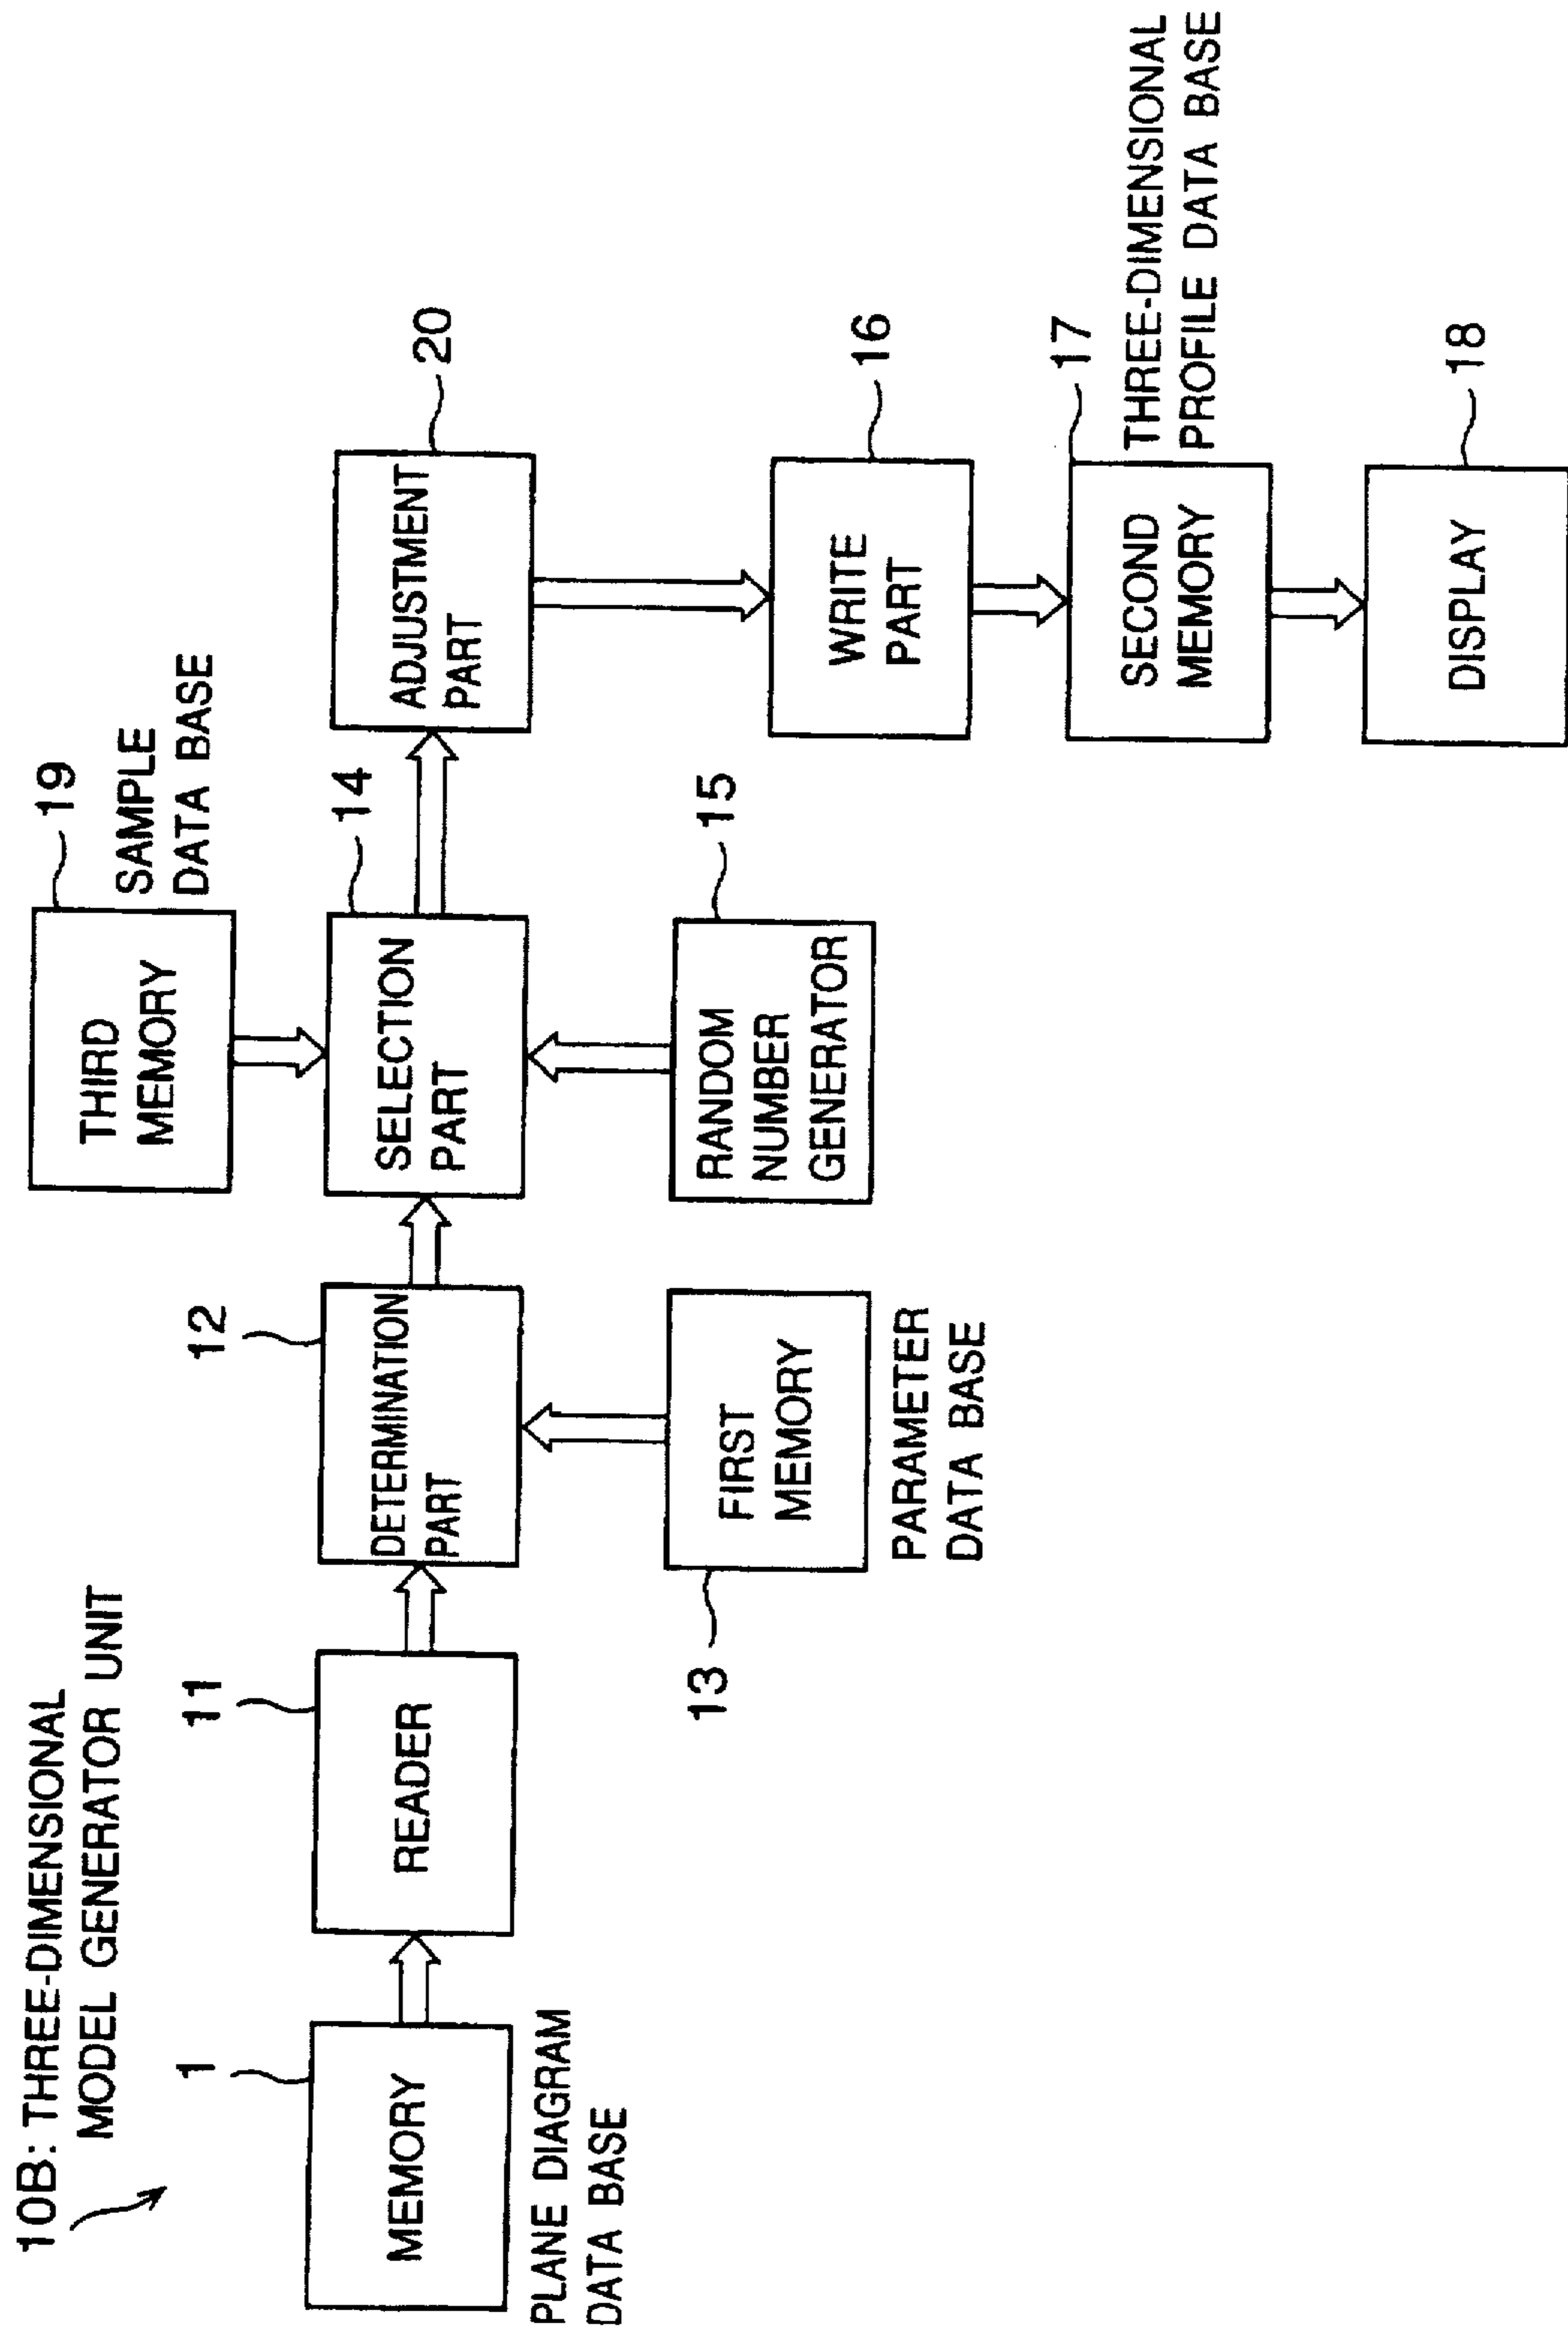 10B: THREE-DIMENSIONAL
MODEL GENERATOR UNIT
1
MEMORY
PLANE DIAGRAM
DATA BASE
11
READER
12
DETERMINATION
PART
13
FIRST
MEMORY
PARAMETER
DATA BASE
19
THIRD
MEMORY
SAMPLE
DATA BASE
14
SELECTION
PART
15
RANDOM
NUMBER
GENERATOR
20
ADJUSTMENT
PART
16
WRITE
PART
17
SECOND
MEMORY
THREE-DIMENSIONAL
PROFILE DATA BASE
18
DISPLAY